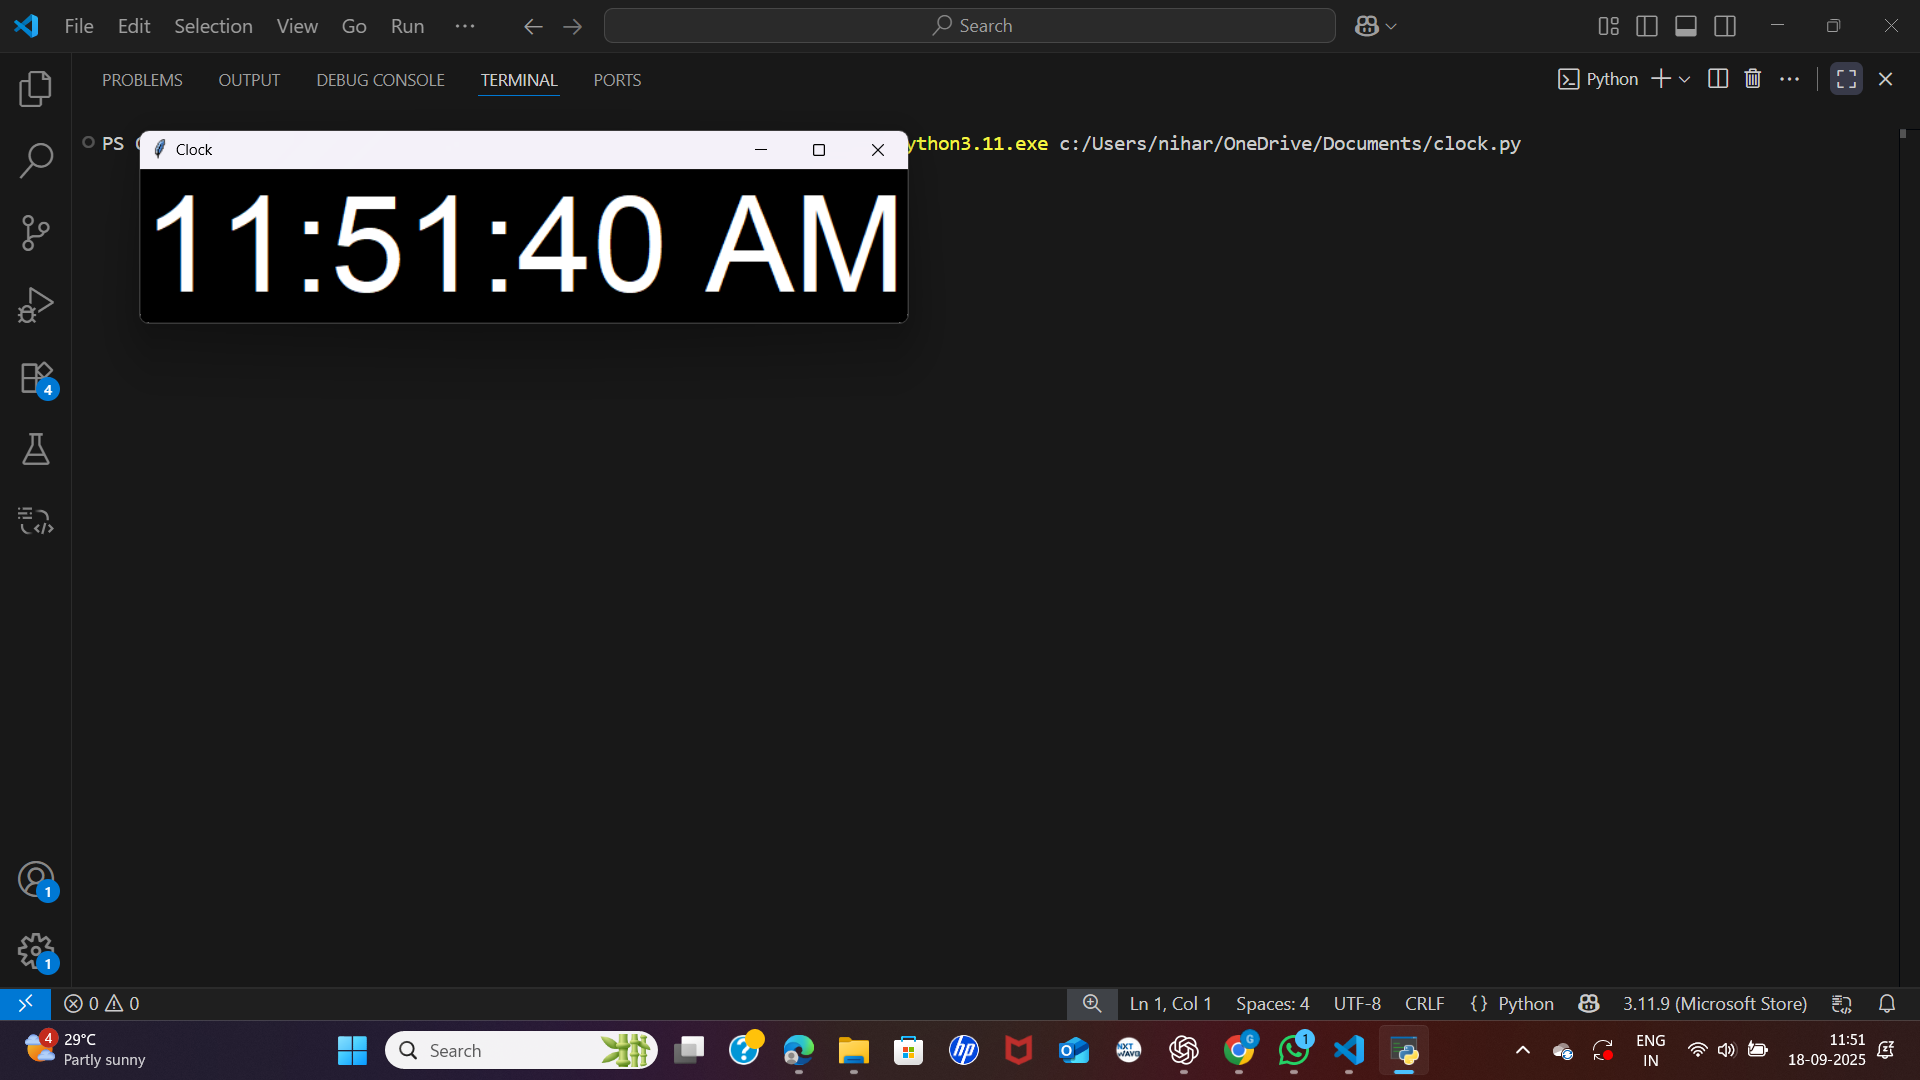 File Edit Selection View Go Run ··· Search
PROBLEMS OUTPUT DEBUG CONSOLE TERMINAL PORTS Python
PS
ython3.11.exe c:/Users/nihar/OneDrive/Documents/clock.py
Clock
11:51:40 AM
4
1
1
0 0 Ln 1, Col 1 Spaces: 4 UTF-8 CRLF {} Python 3.11.9 (Microsoft Store)
4
29°C
Partly sunny
Search
hp
NXT
WAVE
G
1
ENG
IN
11:51
18-09-2025